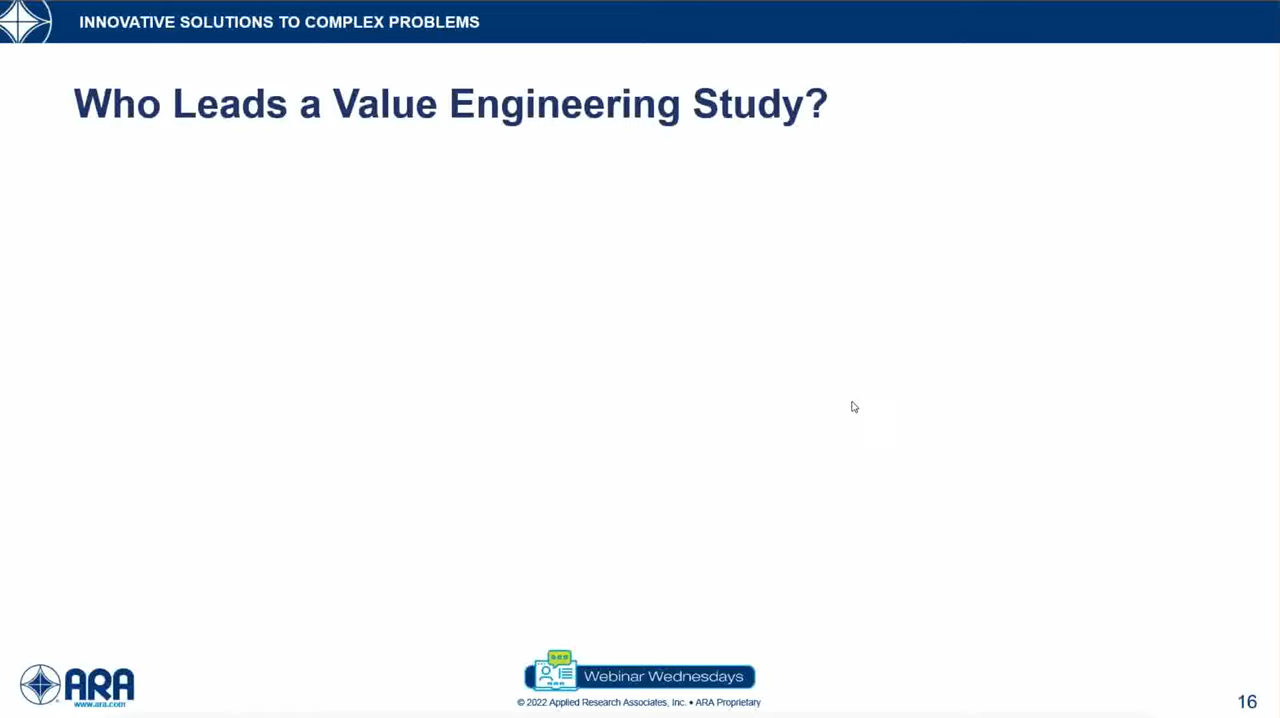 INNOVATIVE SOLUTIONS TO COMPLEX PROBLEMS
Who Leads a Value Engineering Study?
ARA
www.ara.com
Webinar Wednesdays
© 2022 Applied Research Associates, Inc. • ARA Proprietary
16